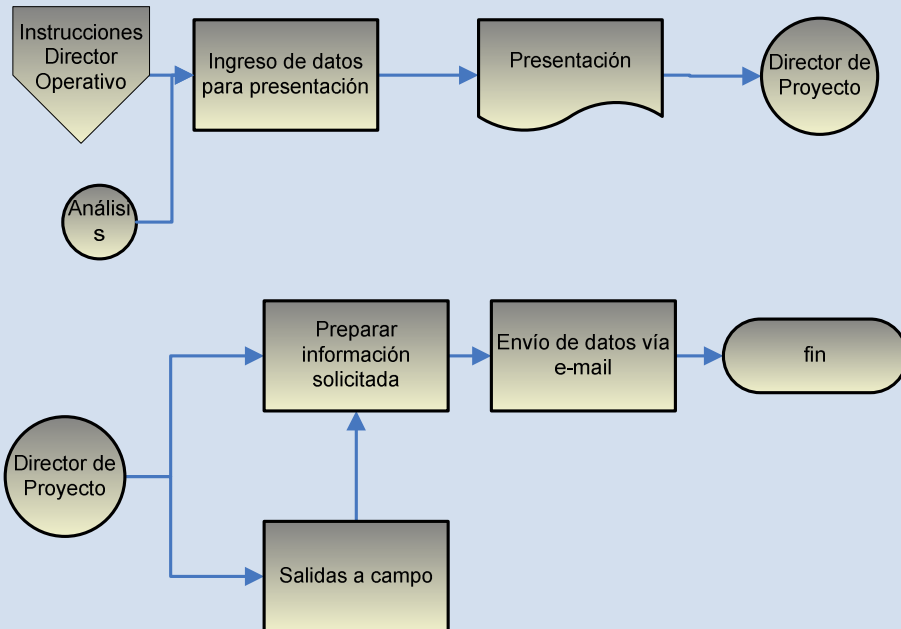 Instrucciones
Director
Operativo
Ingreso de datos
para presentación
Presentación
Director de
Proyecto
Análisi
s
Preparar
información
solicitada
Envío de datos vía
e-mail
fin
Director de
Proyecto
Salidas a campo